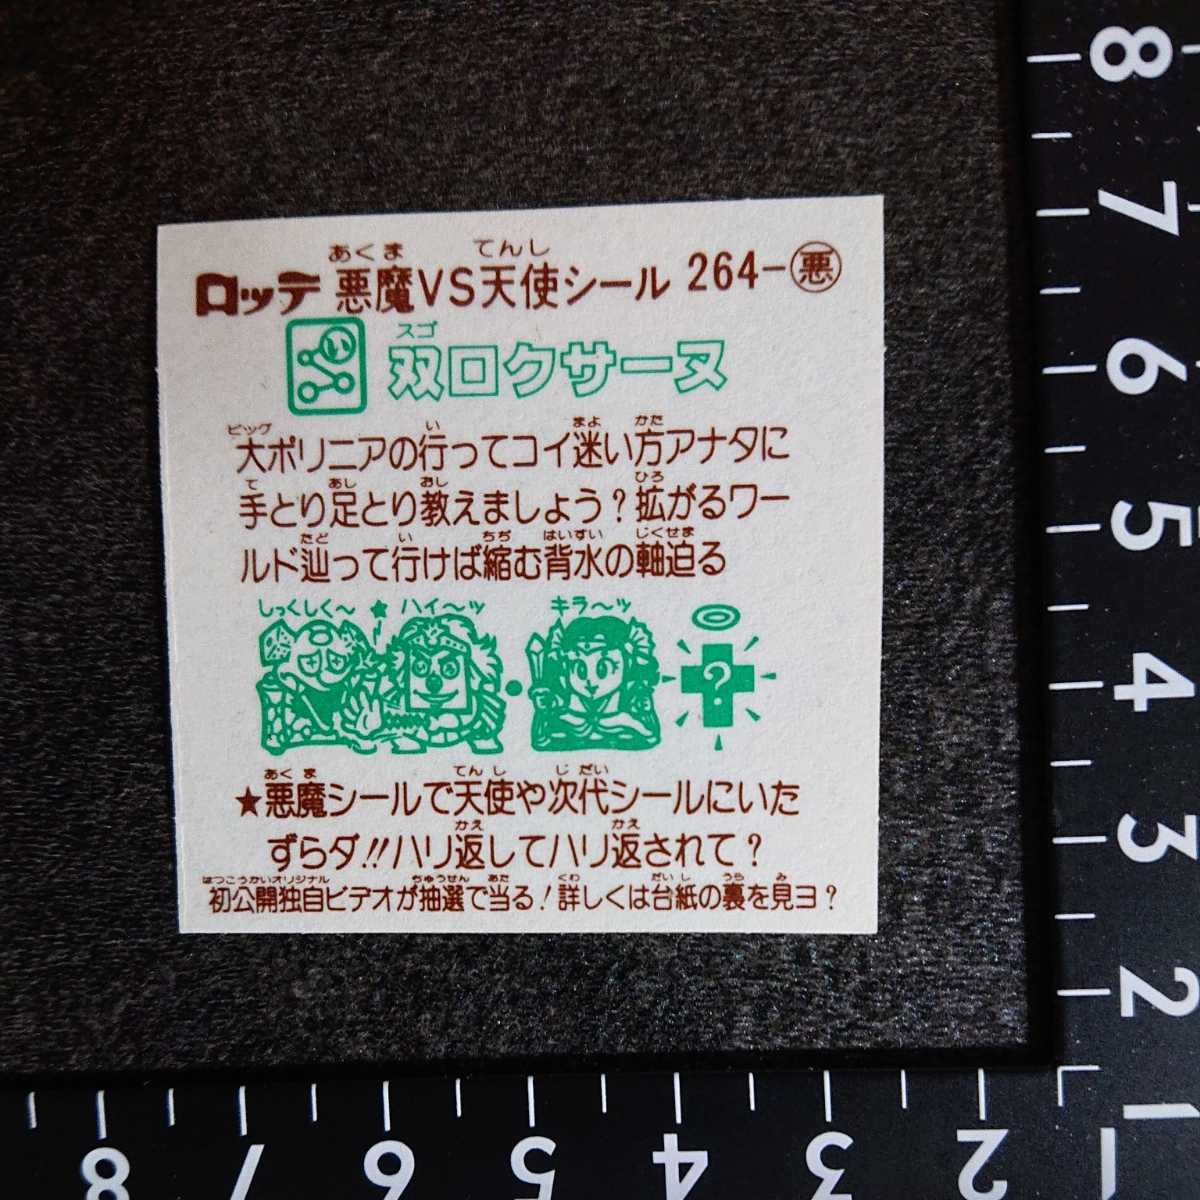 あくま てんし
ロッテ 悪魔VS天使シール 264-悪
スゴ
い 双ロクサーヌ
ビッグ い まよ かた
大ポリニアの行ってコイ迷い方アナタに
て あし おし ひろ
手とり足とり教えましょう?拡がるワー
たど い ちぢ はいすい じくせま
ルド辿って行けば縮む背水の軸迫る
しっくしく〜 ★ ハイ〜ッ キラ〜ッ
?
あくま てんし じだい
★悪魔シールで天使や次代シールにいた
かえ かえ
ずらダ!!ハリ返してハリ返されて?
はつこうかいオリジナル ちゅうせん あた くわ だいし うら み
初公開独自ビデオが抽選で当る!詳しくは台紙の裏を見ヨ?
8
7
6
5
4
3
2
1
8 7 6 5 4 3 2 1